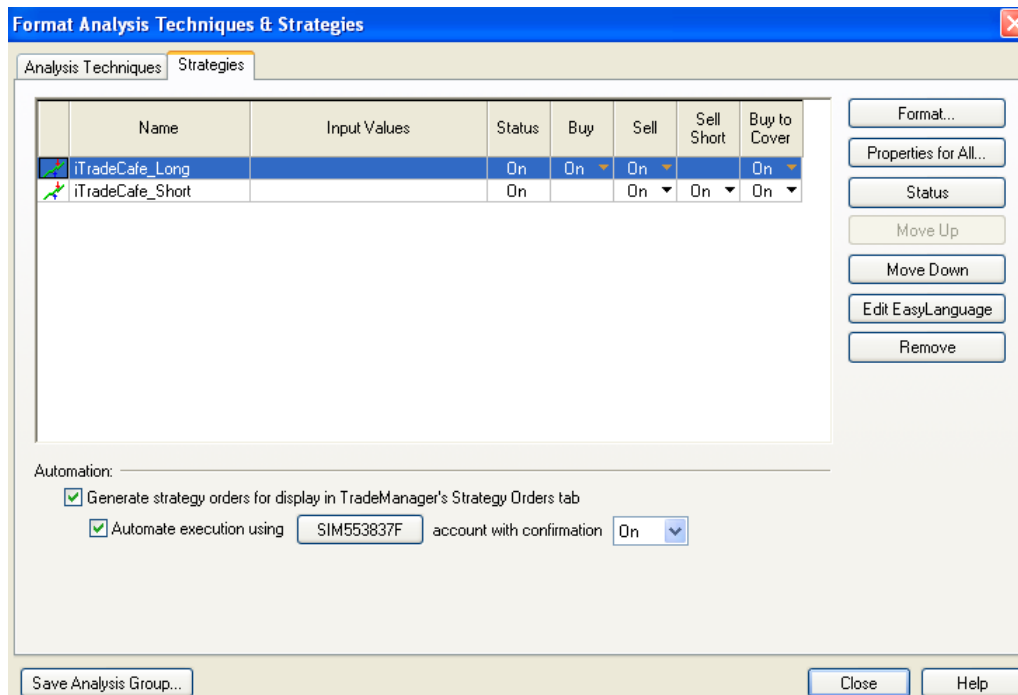 Format Analysis Techniques & Strategies
Analysis Techniques Strategies
Name Input Values Status Buy Sell Sell Short Buy to Cover
iTradeCafe_Long On On On On
iTradeCafe_Short On On On On
Format...
Properties for All...
Status
Move Up
Move Down
Edit EasyLanguage
Remove
Automation:
Generate strategy orders for display in TradeManager's Strategy Orders tab
Automate execution using SIM553837F account with confirmation On
Save Analysis Group... Close Help